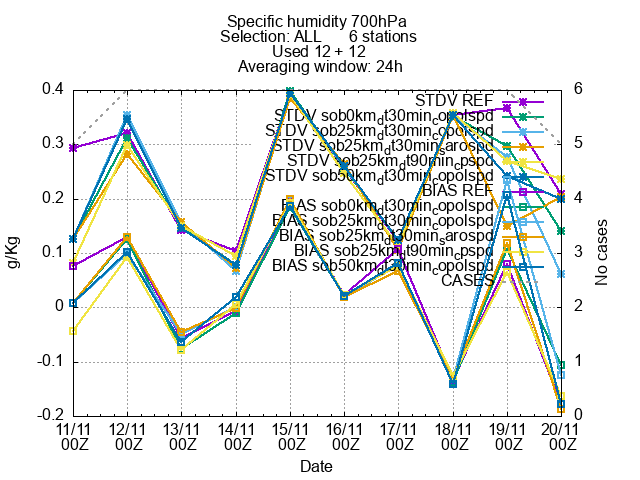 Specific humidity 700hPa
Selection: ALL 6 stations
Used 12 + 12
Averaging window: 24h
0.4
0.3
0.2
0.1
0
-0.1
-0.2
g/Kg
6
5
4
3
2
1
0
No cases
STDV REF
STDV sob0km_dt30min_copolspd
STDV sob25km_dt30min_copolspd
STDV sob25km_dt30min_sarospd
STDV sob25km_dt90min_cpspd
STDV sob50km_dt30min_copolspd
BIAS REF
BIAS sob0km_dt30min_copolspd
BIAS sob25km_dt30min_copolspd
BIAS sob25km_dt30min_sarospd
BIAS sob25km_dt90min_cpspd
BIAS sob50km_dt30min_copolspd
CASES
11/11 12/11 13/11 14/11 15/11 16/11 17/11 18/11 19/11 20/11
00Z 00Z 00Z 00Z 00Z 00Z 00Z 00Z 00Z 00Z
Date